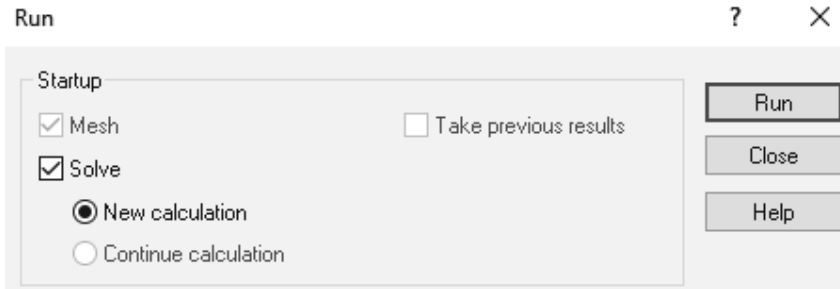 Run ?
Startup
Run
Mesh Take previous results
Close
Solve
New calculation
Help
Continue calculation